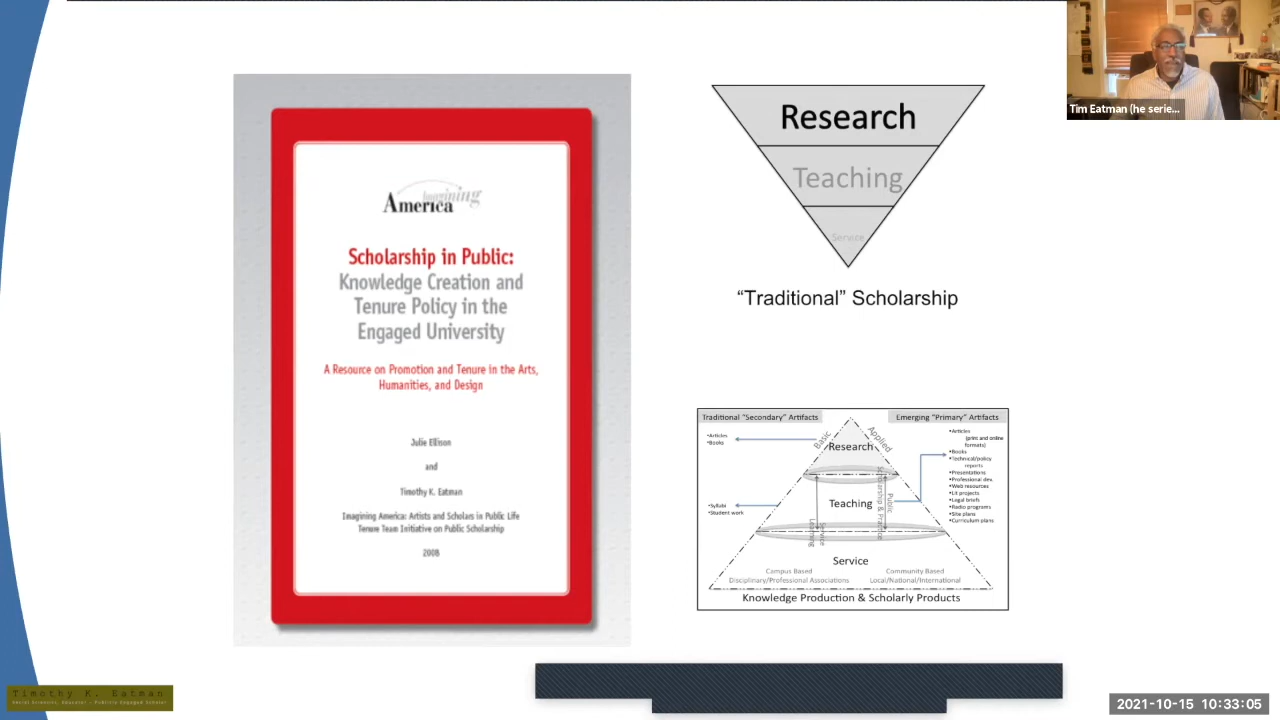 Imagining
America
Scholarship in Public:
Knowledge Creation and
Tenure Policy in the
Engaged University
A Resource on Promotion and Tenure in the Arts,
Humanities, and Design
Julie Ellison
and
Timothy K. Eatman
Imagining America: Artists and Scholars in Public Life
Tenure Team Initiative on Public Scholarship
2008
Research
Teaching
Service
“Traditional” Scholarship
Traditional “Secondary” Artifacts
Emerging “Primary” Artifacts
•Articles
•Books
•Syllabi
•Student work
Basic
Applied
Research
Teaching
Service Learning
Public Scholarship & Practice
Service
Campus Based
Disciplinary/Professional Associations
Community Based
Local/National/International
Knowledge Production & Scholarly Products
•Articles
(print and online
formats)
•Books
•Technical/policy
reports
•Presentations
•Professional dev.
•Web resources
•Lit projects
•Legal briefs
•Radio programs
•Site plans
•Curriculum plans
Tim Eatman (he serie...
Timothy K. Eatman
Social Scientist, Educator - Publicly Engaged Scholar
2021-10-15 10:33:05